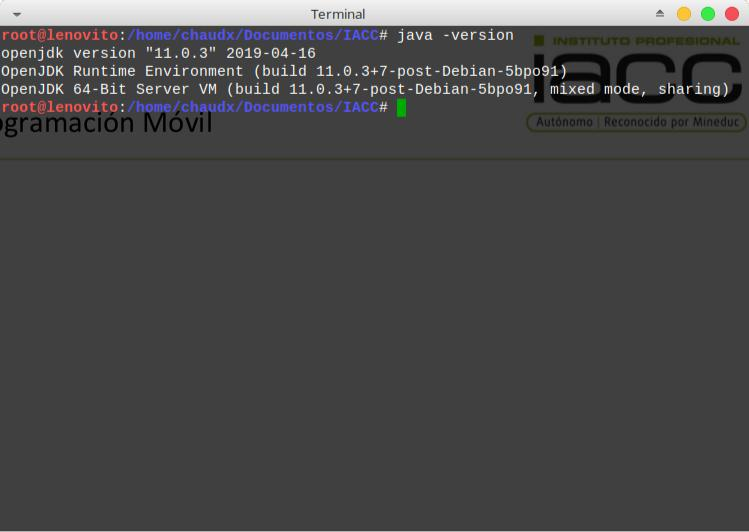 Terminal
root@lenovito:/home/chaudx/Documentos/IACC# java -version
openjdk version "11.0.3" 2019-04-16
OpenJDK Runtime Environment (build 11.0.3+7-post-Debian-5bpo91)
OpenJDK 64-Bit Server VM (build 11.0.3+7-post-Debian-5bpo91, mixed mode, sharing)
root@lenovito:/home/chaudx/Documentos/IACC#
INSTITUTO PROFESIONAL
iacc
Autónomo | Reconocido por Mineduc
ogramación Móvil